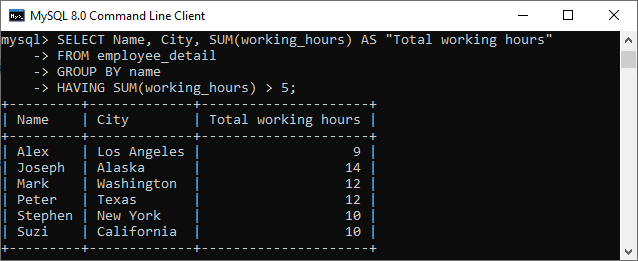 MySQL 8.0 Command Line Client
mysql> SELECT Name, City, SUM(working_hours) AS "Total working hours"
    -> FROM employee_detail
    -> GROUP BY name
    -> HAVING SUM(working_hours) > 5;
+---------+-------------+---------------------+
| Name    | City        | Total working hours |
+---------+-------------+---------------------+
| Alex    | Los Angeles |                   9 |
| Joseph  | Alaska      |                  14 |
| Mark    | Washington  |                  12 |
| Peter   | Texas       |                  12 |
| Stephen | New York    |                  10 |
| Suzi    | California  |                  10 |
+---------+-------------+---------------------+